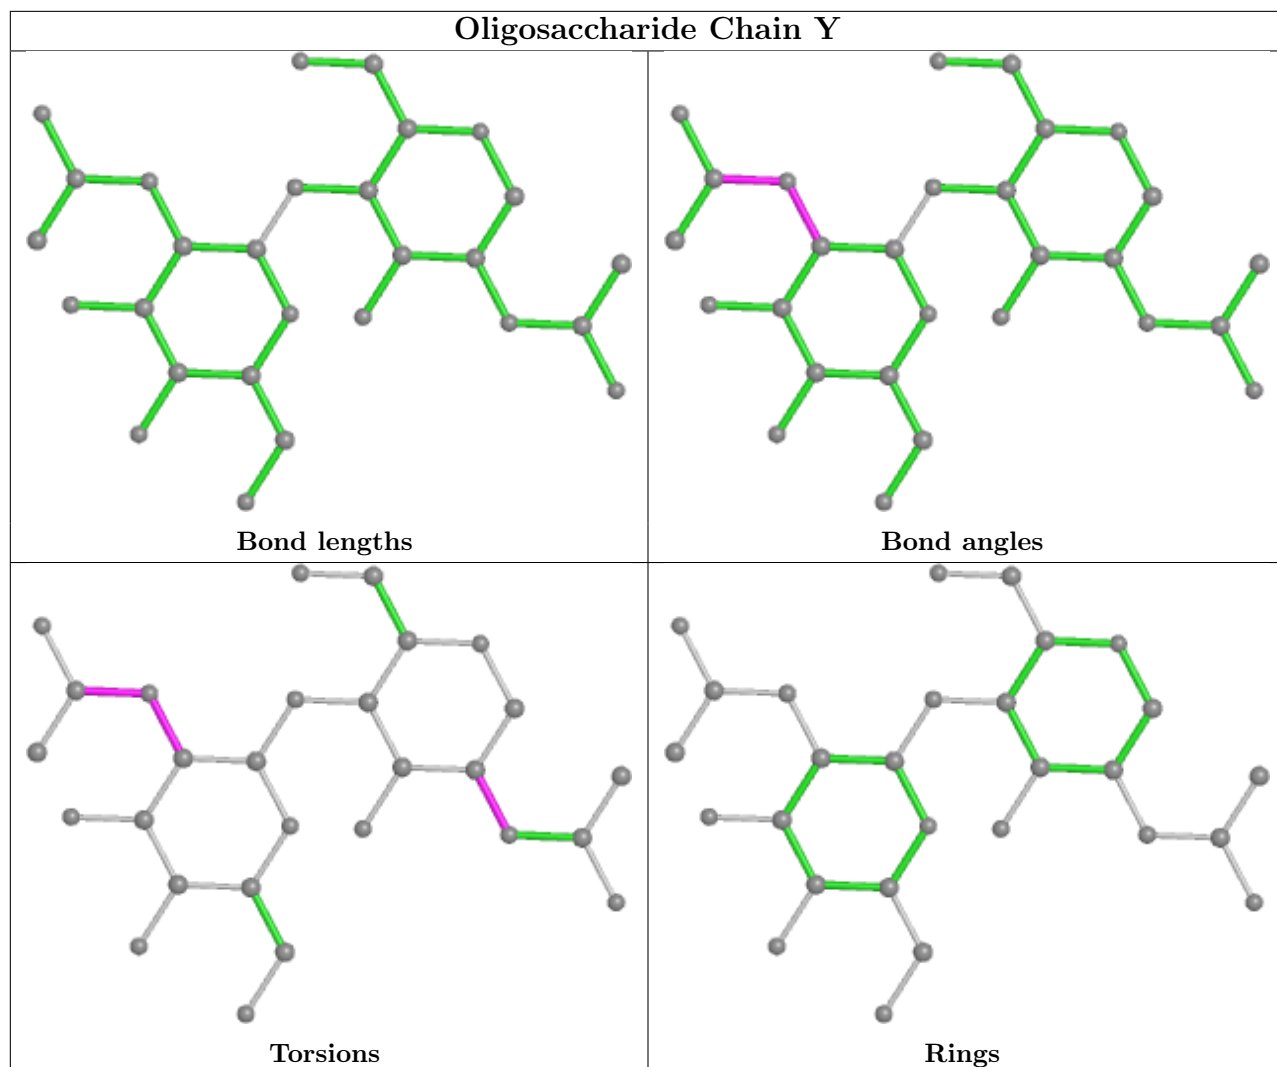 Oligosaccharide Chain Y
Bond lengths
Bond angles
Torsions
Rings